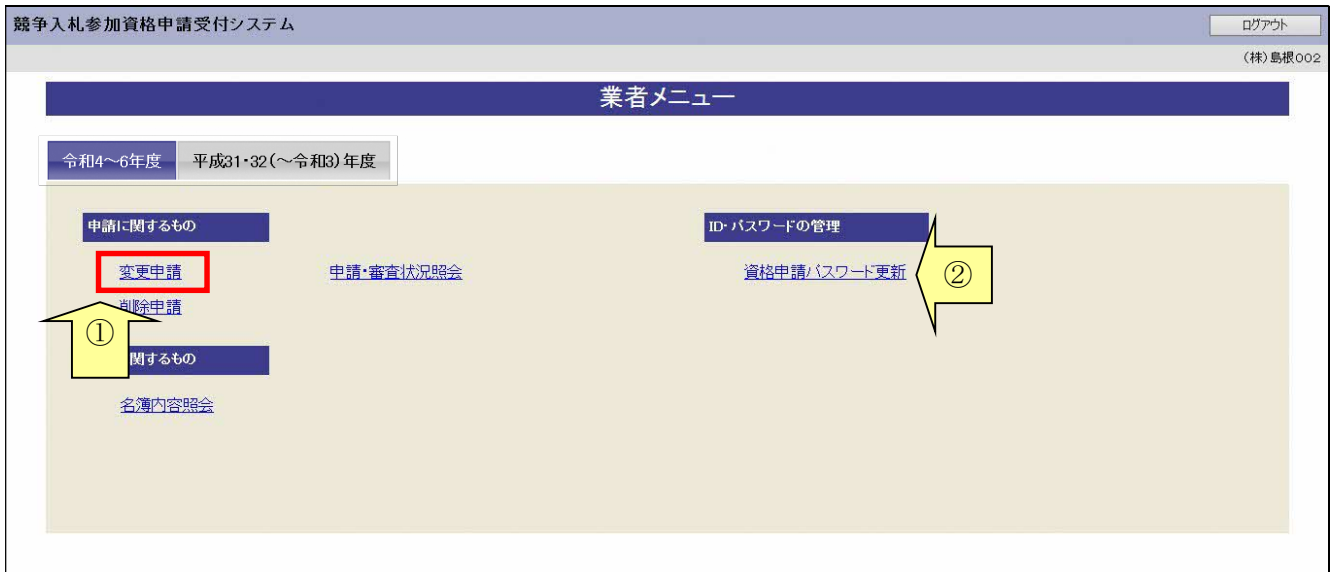 競争入札参加資格申請受付システム
ログアウト
(株)島根002
業者メニュー
令和4～6年度
平成31・32(～令和3)年度
申請に関するもの
ID・パスワードの管理
変更申請
申請・審査状況照会
資格申請パスワード更新
②
削除申請
①
関するもの
名簿内容照会